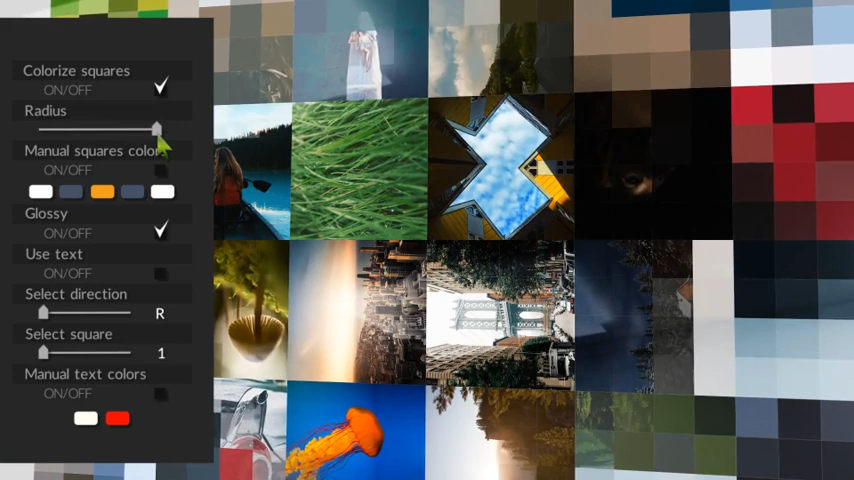 Colorize squares
ON/OFF
Radius
Manual squares color
ON/OFF
Glossy
ON/OFF
Use text
ON/OFF
Select direction
R
Select square
1
Manual text colors
ON/OFF